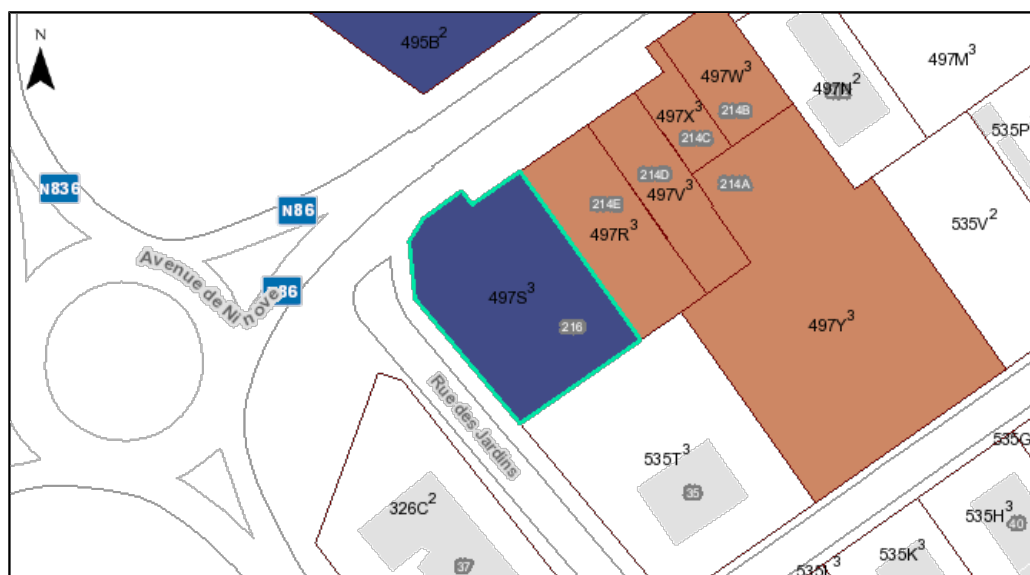 N
495B²
497W³
497N²
497M³
497X³
214B
535P
214C
N836
214D
214A
497V³
N86
214E
497R³
535V²
Avenue de Ninove
497S³
216
497Y³
Rue des Jardins
535T³
535G
35
326C²
535H³
40
37
535K³